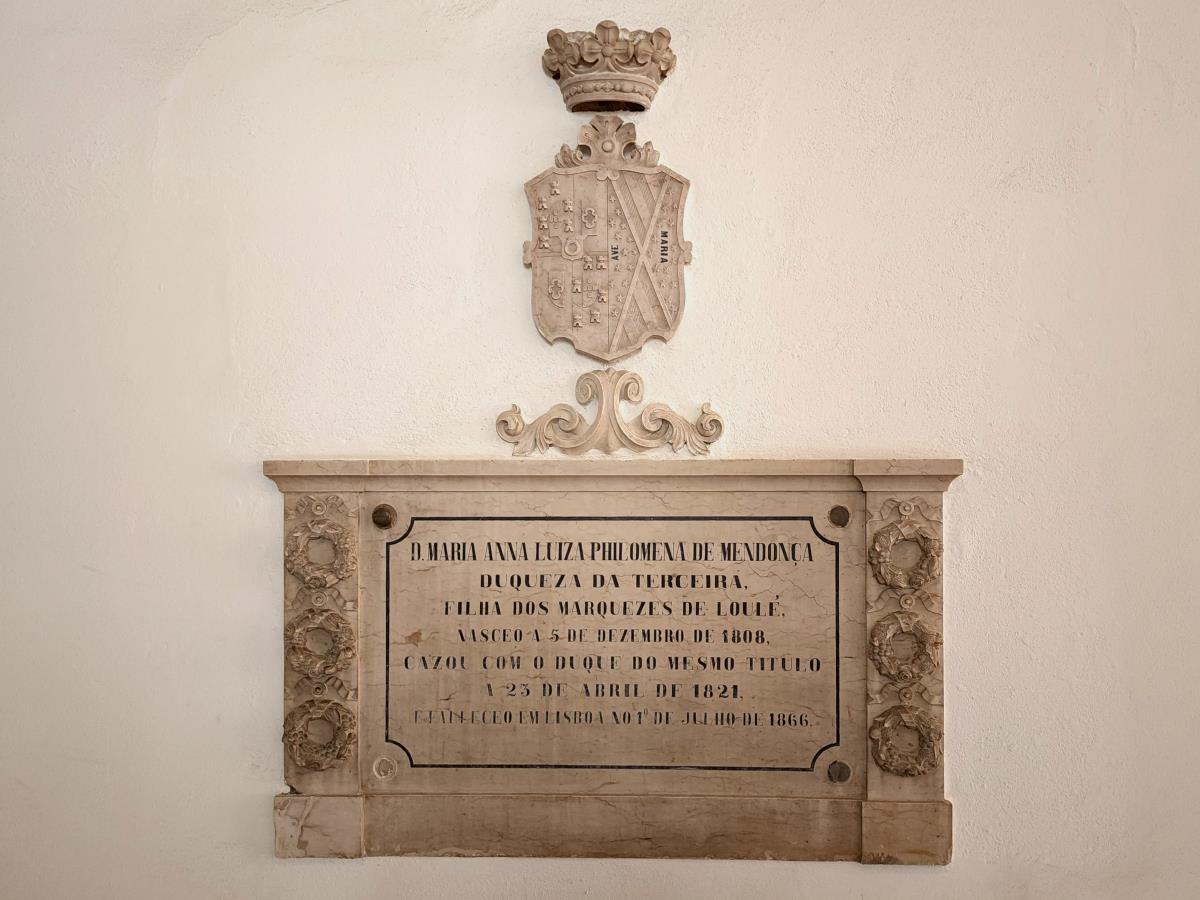 AVE MARIA
D. MARIA ANNA LUIZA PHILOMENA DE MENDONÇA
DUQUEZA DA TERCEIRA,
FILHA DOS MARQUEZES DE LOULÉ,
NASCEO A 5 DE DEZEMBRO DE 1808,
CAZOU COM O DUQUE DO MESMO TITULO
A 23 DE ABRIL DE 1821,
E FALLECEO EM LISBOA NO 1º DE JULHO DE 1866.